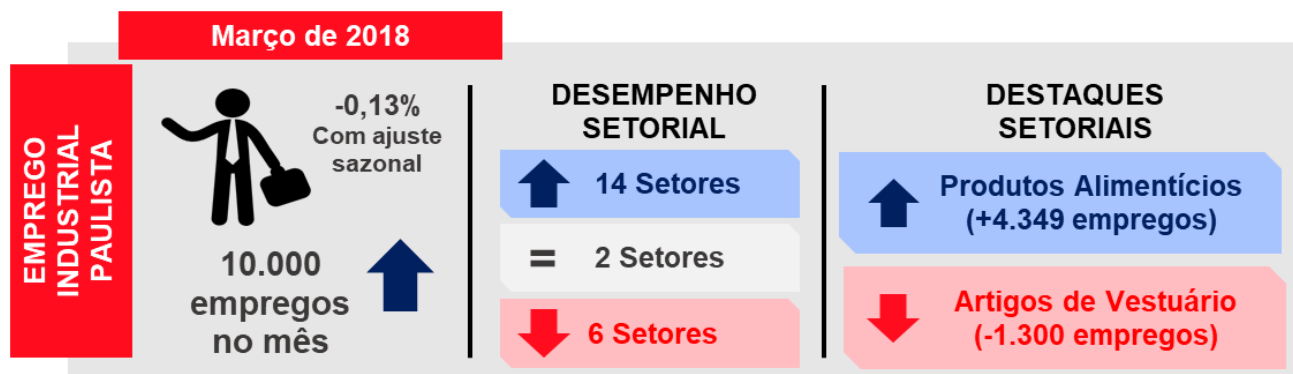 Março de 2018
EMPREGO
INDUSTRIAL
PAULISTA
-0,13%
Com ajuste
sazonal
10.000
empregos
no mês
DESEMPENHO
SETORIAL
14 Setores
= 2 Setores
6 Setores
DESTAQUES
SETORIAIS
Produtos Alimentícios
(+4.349 empregos)
Artigos de Vestuário
(-1.300 empregos)